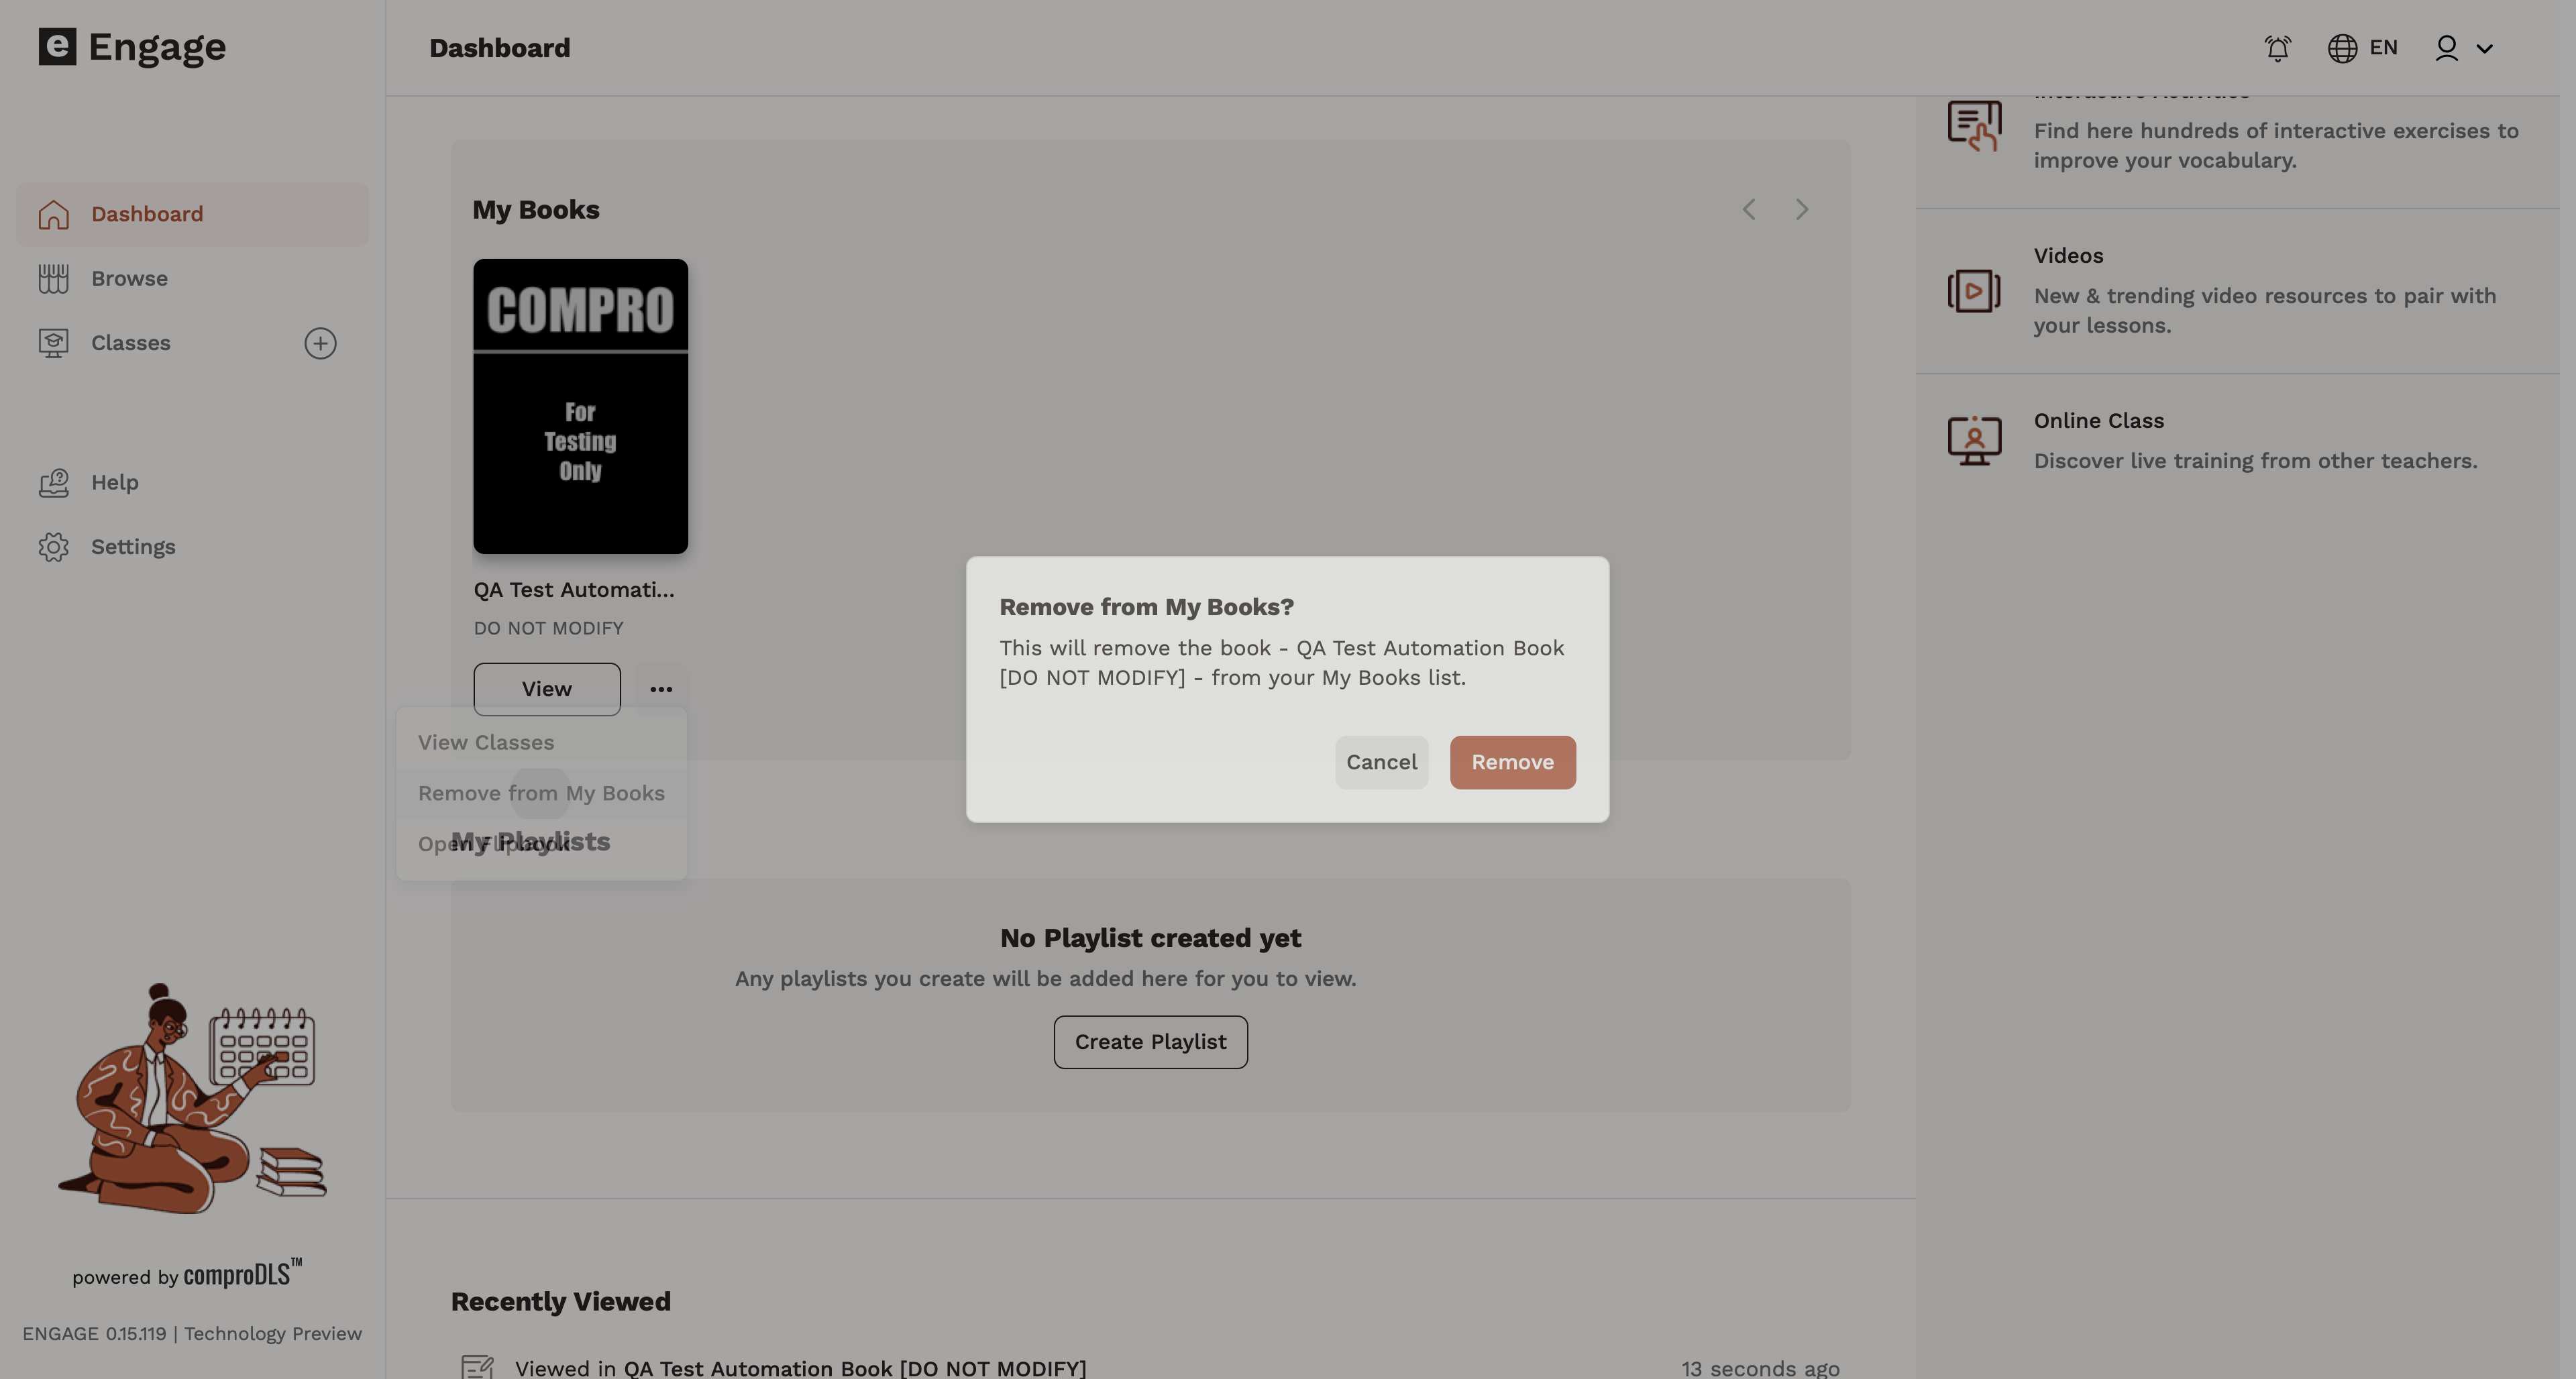 e Engage
Dashboard
EN
Dashboard
Browse
Classes
Help
Settings
powered by comproDLS™
ENGAGE 0.15.119 | Technology Preview
My Books
COMPRO
For
Testing
Only
QA Test Automati...
DO NOT MODIFY
View
View Classes
Remove from My Books
Open Flipbook
My Playlists
No Playlist created yet
Any playlists you create will be added here for you to view.
Create Playlist
Recently Viewed
Viewed in QA Test Automation Book [DO NOT MODIFY]
13 seconds ago
Remove from My Books?
This will remove the book - QA Test Automation Book
[DO NOT MODIFY] - from your My Books list.
Cancel
Remove
Find here hundreds of interactive exercises to
improve your vocabulary.
Videos
New & trending video resources to pair with
your lessons.
Online Class
Discover live training from other teachers.